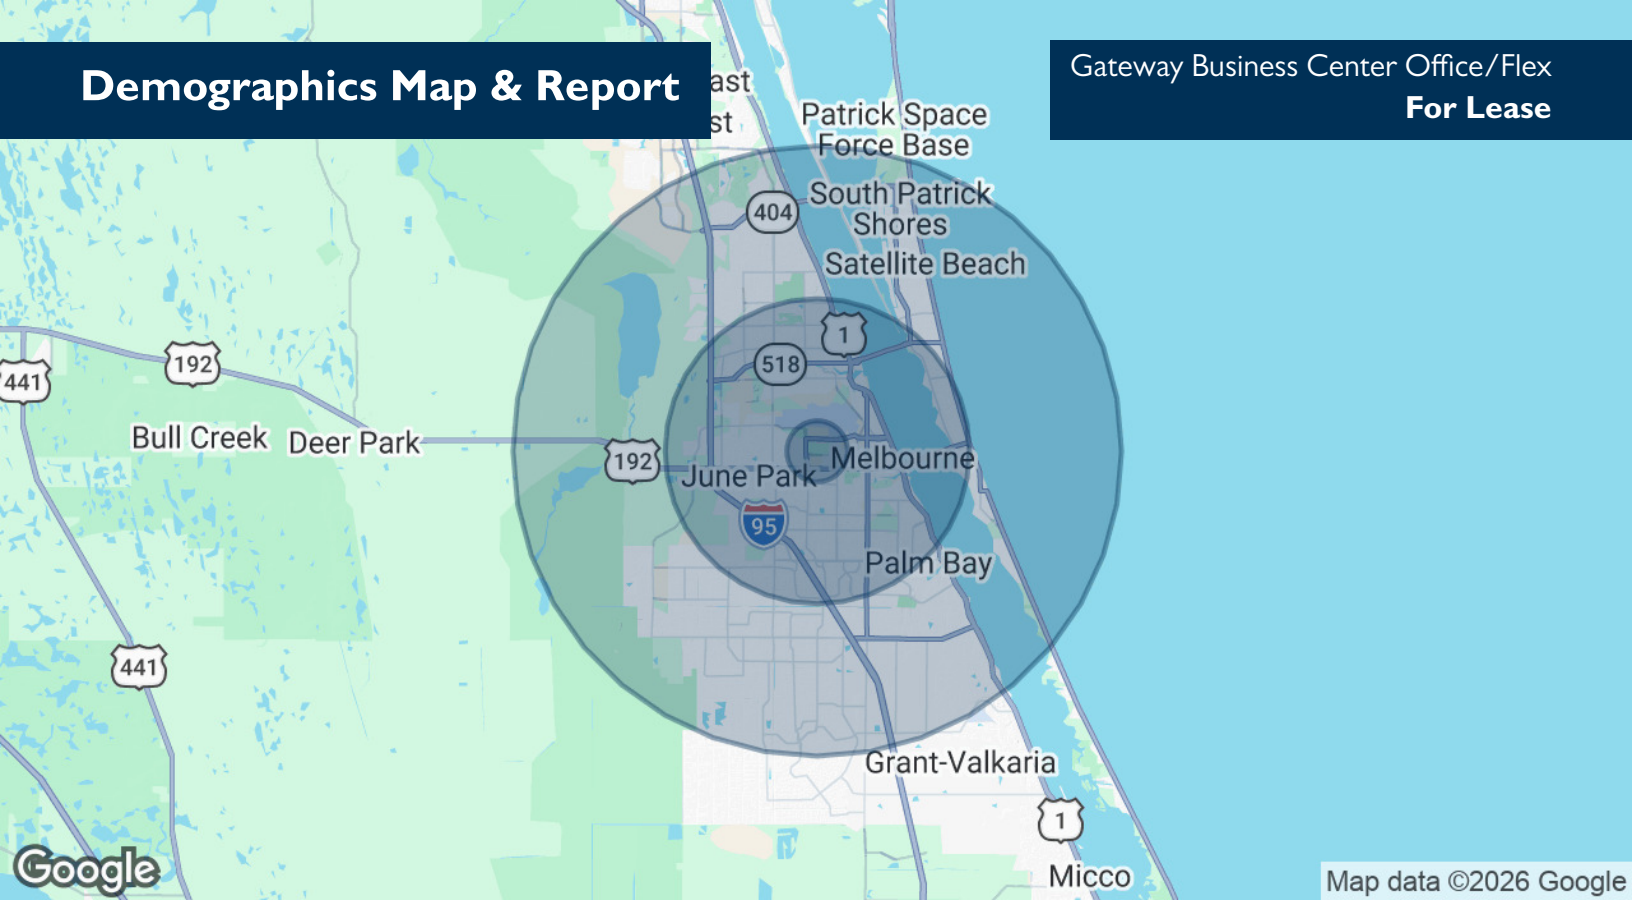 Demographics Map & Report
Gateway Business Center Office/Flex
For Lease
ast
st
Patrick Space
Force Base
404
South Patrick
Shores
Satellite Beach
1
518
192
441
Bull Creek
Deer Park
192
June Park
Melbourne
95
Palm Bay
441
Grant-Valkaria
1
Micco
Google
Map data ©2026 Google